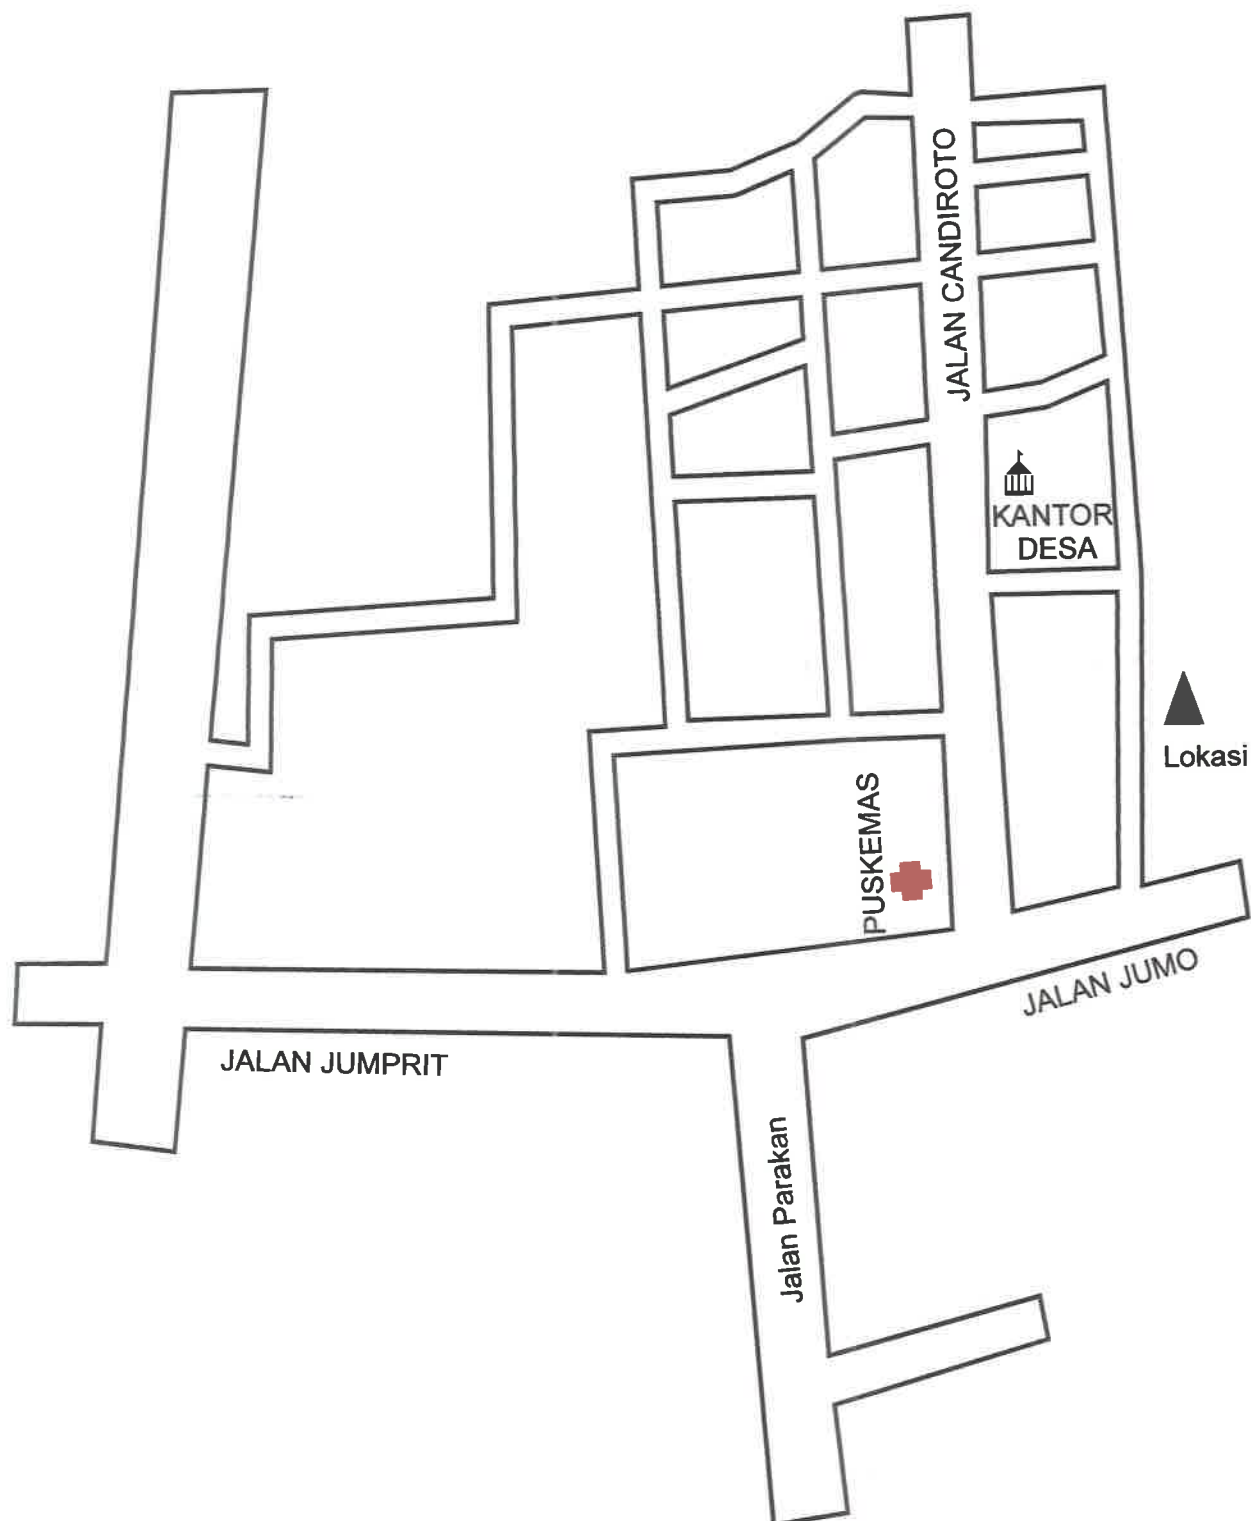 JALAN CANDIROTO
KANTOR
DESA
Lokasi
PUSKEMAS
JALAN JUMO
JALAN JUMPRIT
Jalan Parakan